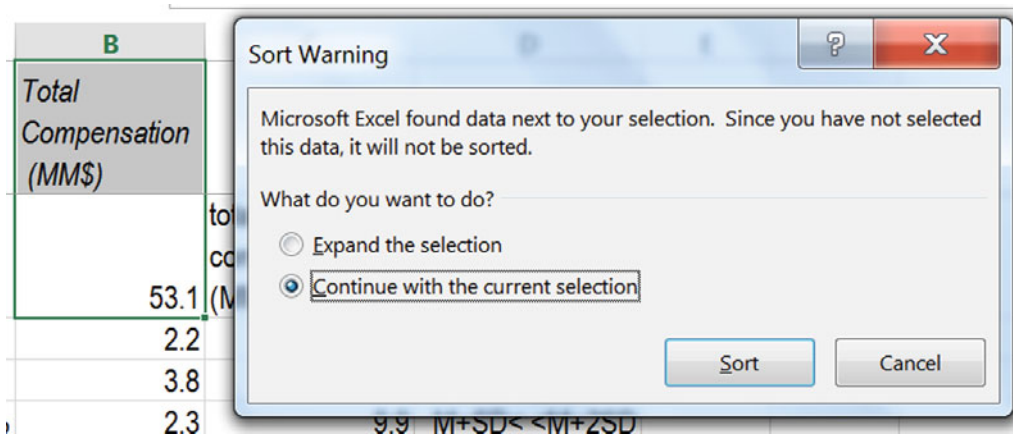 B
Sort Warning
Total
Compensation
(MM$)
Microsoft Excel found data next to your selection. Since you have not selected
this data, it will not be sorted.
What do you want to do?
Expand the selection
Continue with the current selection
53.1
2.2
Sort
Cancel
3.8
2.3
9.9 M+SD< <M+2SD